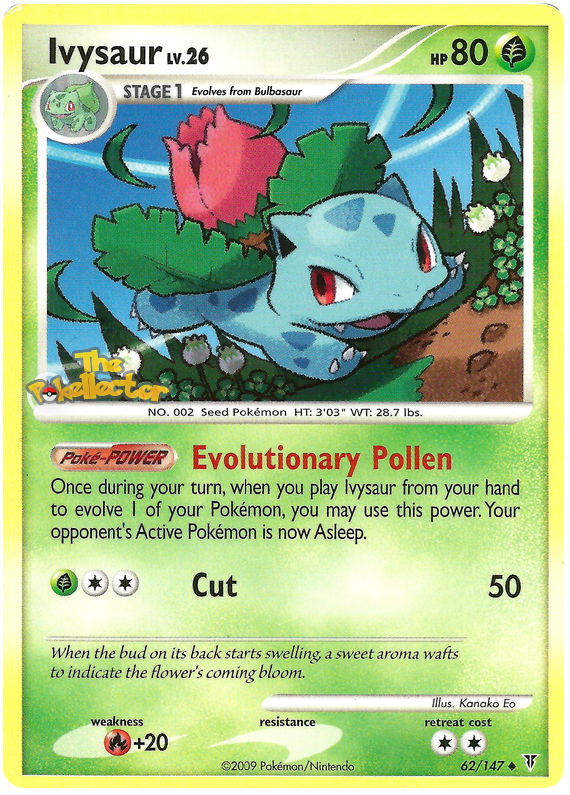 Ivysaur LV.26
HP 80
STAGE 1 Evolves from Bulbasaur
The
Pokéllector
NO. 002 Seed Pokémon HT: 3'03" WT: 28.7 lbs.
Poké-POWER Evolutionary Pollen
Once during your turn, when you play Ivysaur from your hand
to evolve 1 of your Pokémon, you may use this power. Your
opponent's Active Pokémon is now Asleep.
Cut 50
When the bud on its back starts swelling, a sweet aroma wafts
to indicate the flower's coming bloom.
Illus. Kanako Eo
weakness resistance retreat cost
+20
©2009 Pokémon/Nintendo 62/147